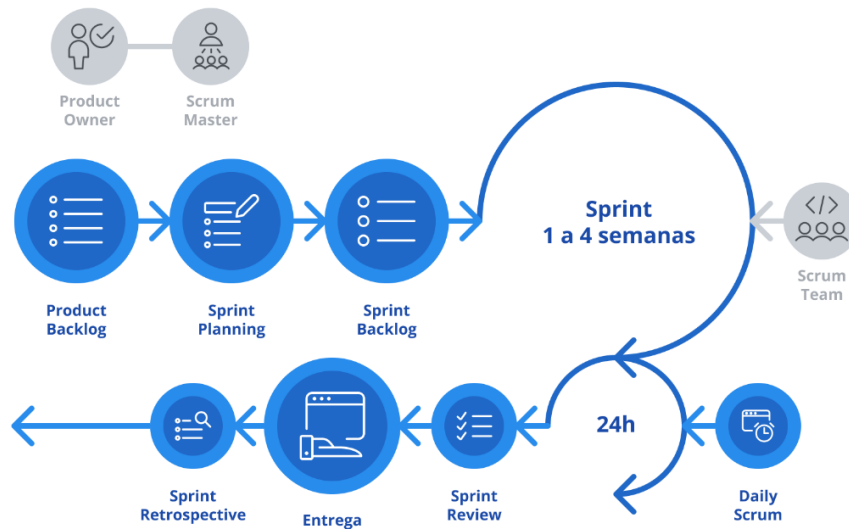 Product
Owner
Scrum
Master
Sprint
1 a 4 semanas
</>
Scrum
Team
Product
Backlog
Sprint
Planning
Sprint
Backlog
24h
Sprint
Retrospective
Entrega
Sprint
Review
Daily
Scrum